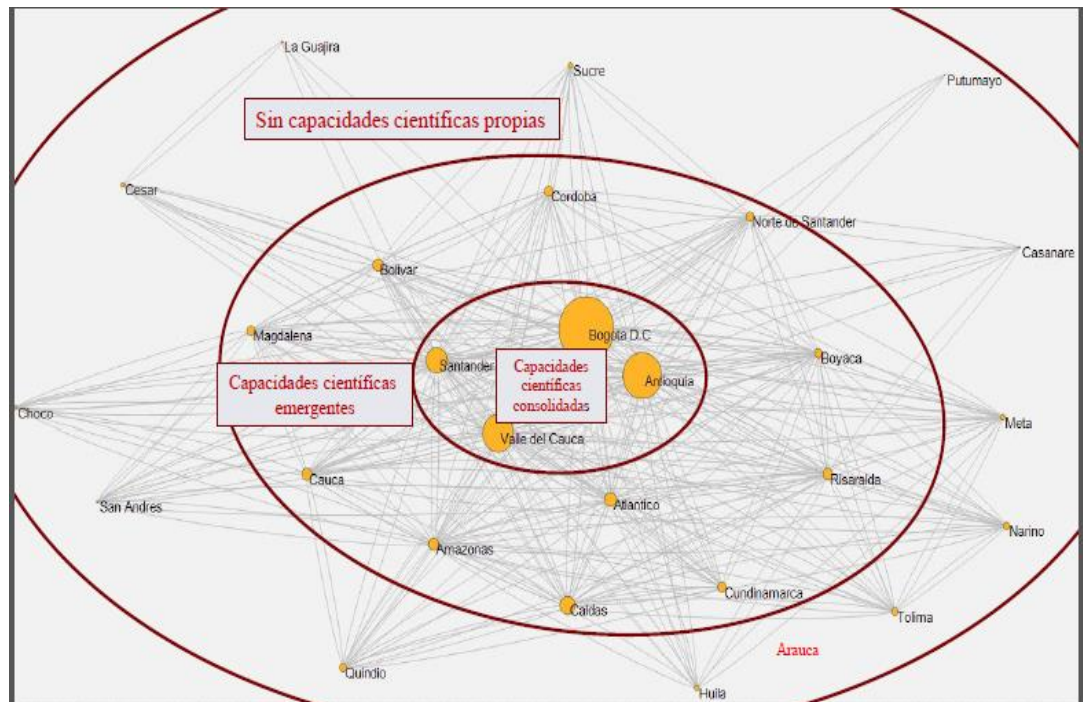 La Guajira
Sucre
Putumayo
Sin capacidades científicas propias
Cesar
Cordoba
Norte de Santander
Casanare
Bolivar
Magdalena
Bogota D.C
Santander
Boyaca
Capacidades
científicas
consolidadas
Antioquia
Capacidades científicas
emergentes
Choco
Meta
Valle del Cauca
Cauca
Risaralda
Atlantico
San Andres
Narino
Amazonas
Cundinamarca
Caldas
Tolima
Arauca
Quindio
Huila